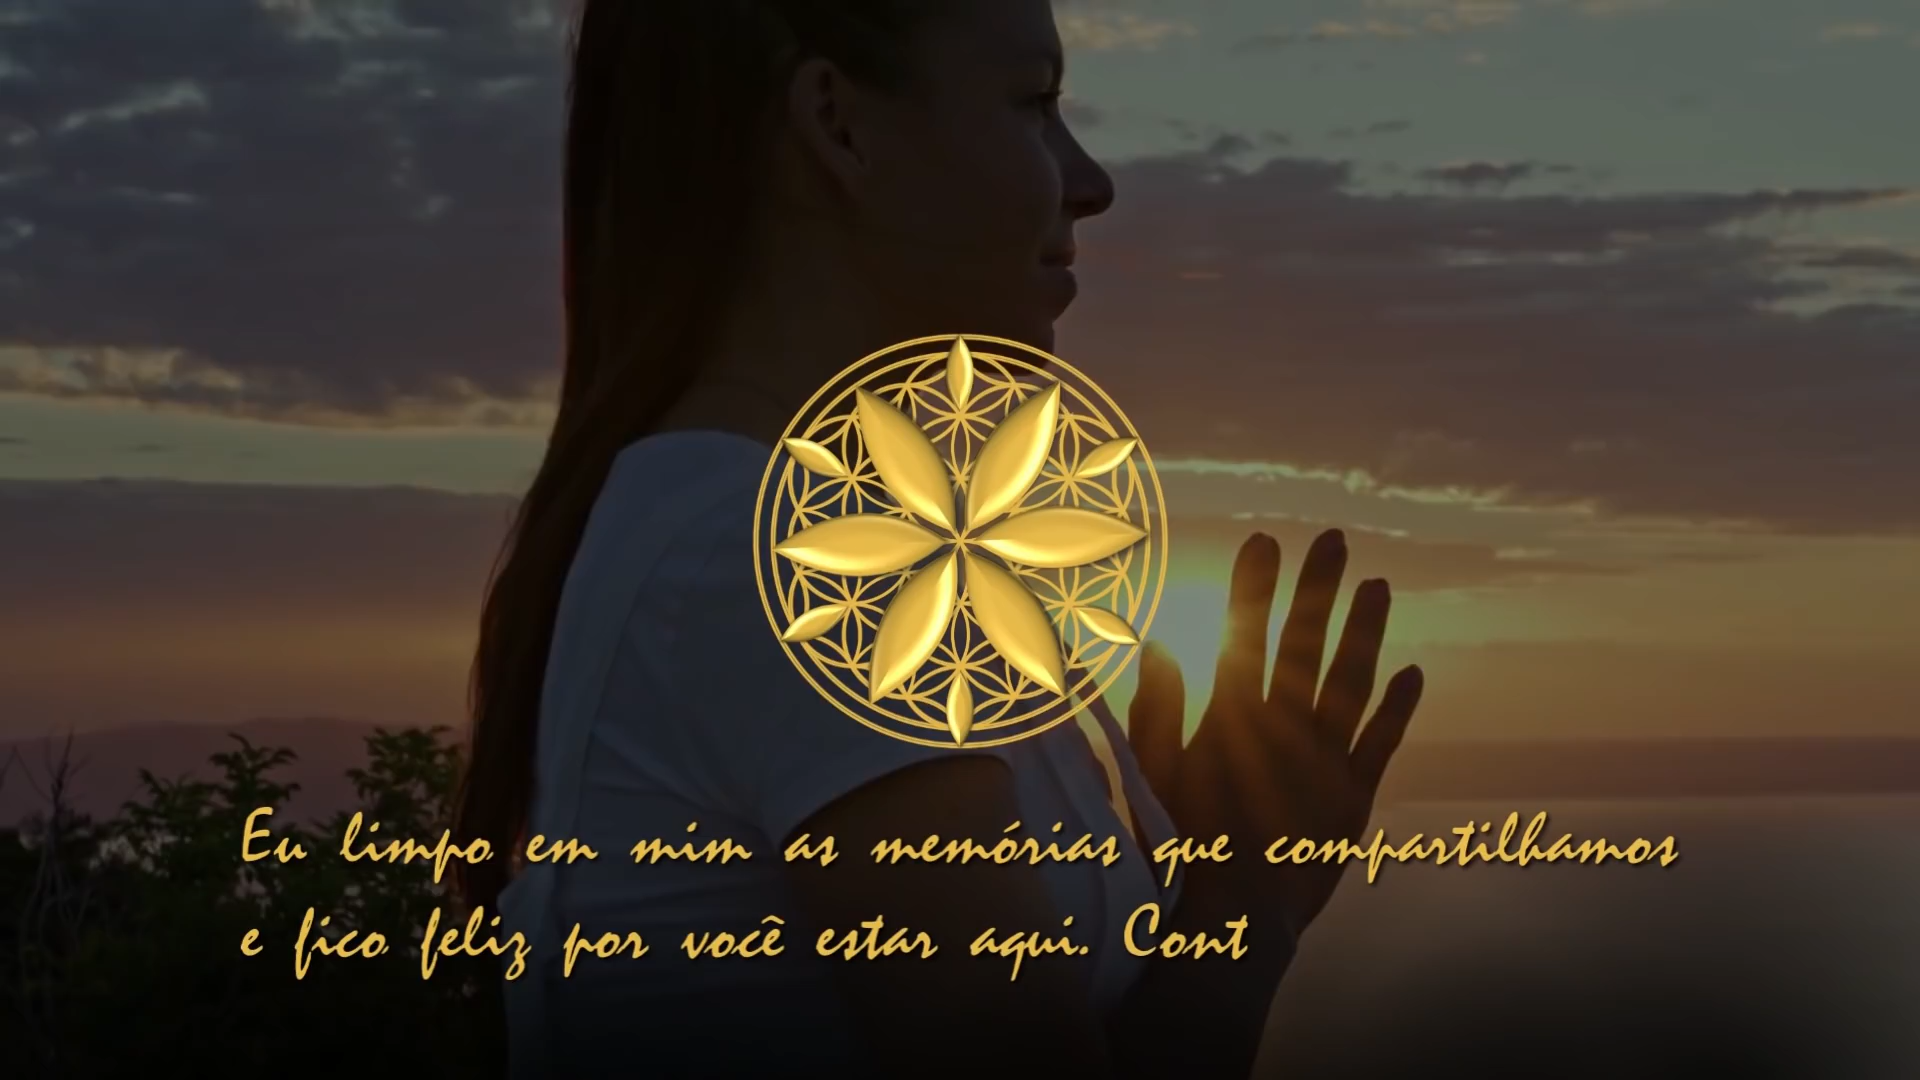 Eu limpo em mim as memórias que compartilhamos
e fico feliz por você estar aqui. Cont